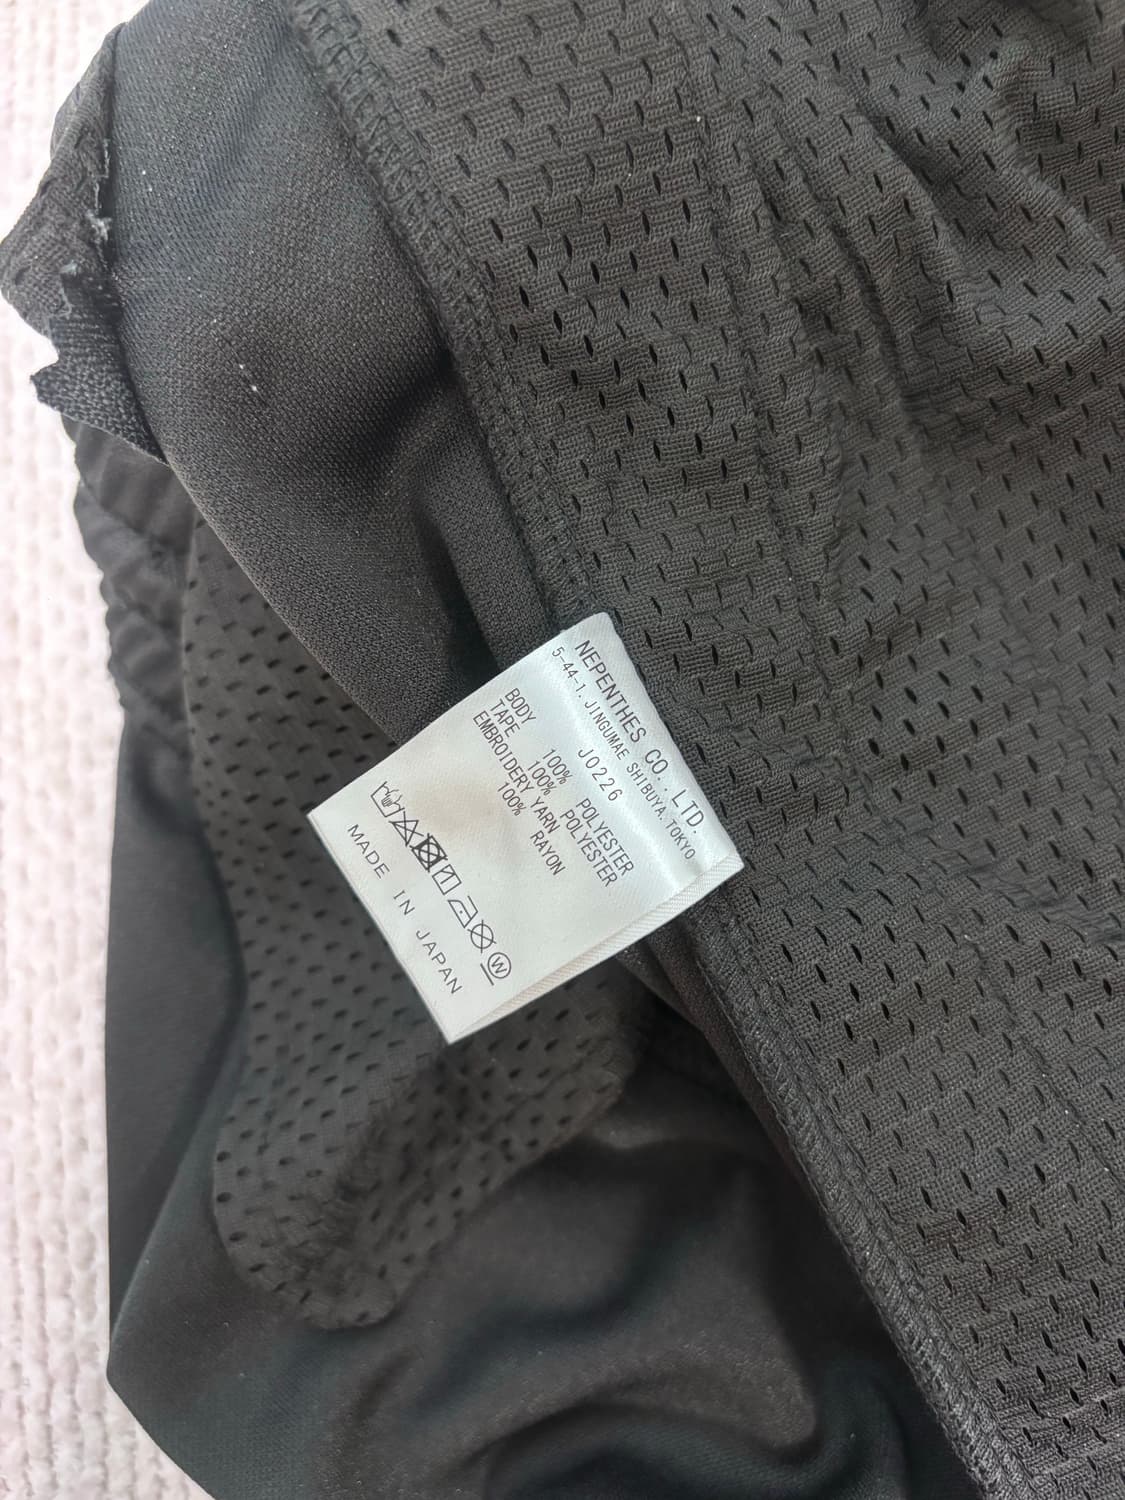 NEPENTHES CO., LTD.
5-44-1, JINGUMAE SHIBUYA, TOKYO
J0226
BODY 100% POLYESTER
TAPE 100% POLYESTER
EMBROIDERY YARN
100% RAYON
W
MADE IN JAPAN